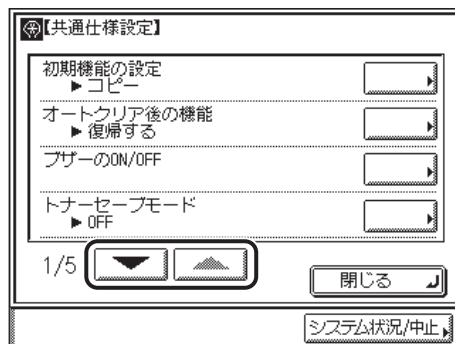 【共通仕様設定】
初期機能の設定
▶コピー
オートクリア後の機能
▶復帰する
ブザーのON/OFF
トナーセーブモード
▶OFF
1/5
閉じる
システム状況/中止